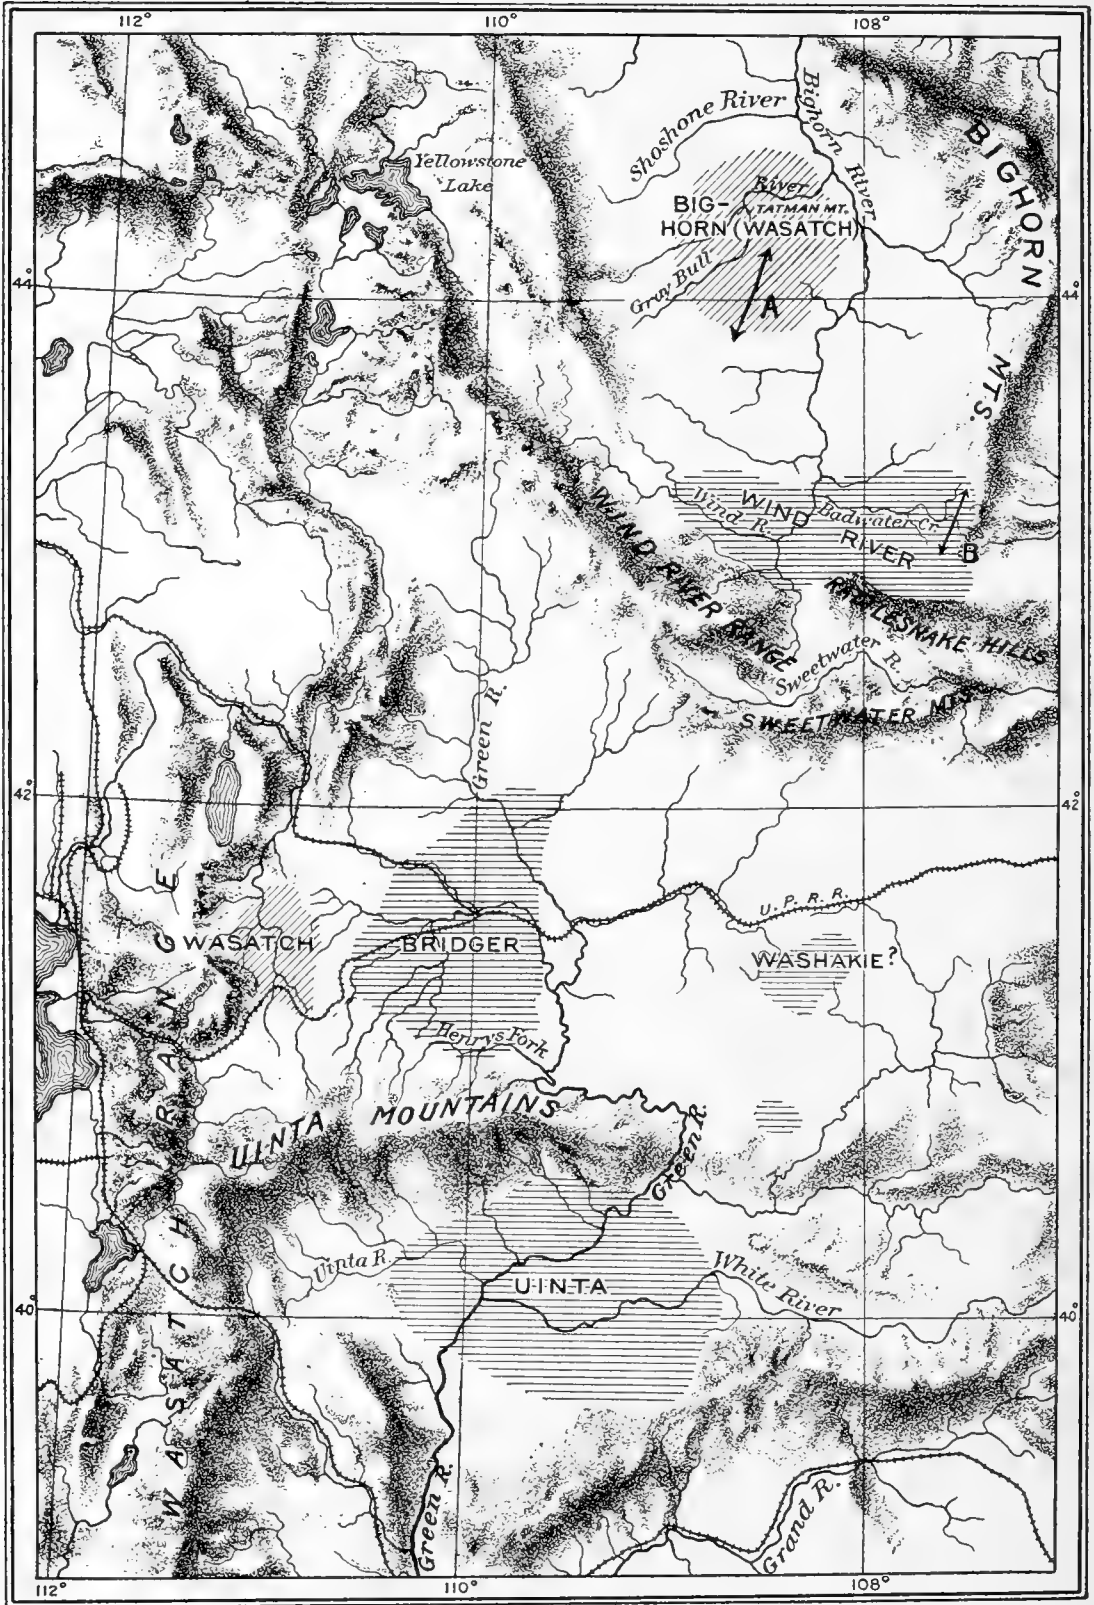 112° 110° 108°
Shoshone River
Bighorn River
BIGHORN
MTS.
Yellowstone
Lake
River
TATMAN MT.
BIG-
HORN (WASATCH)
Gray Bull
44° 44°
A
WIND
RIVER
Wind R.
Badwater Cr.
B
WIND RIVER RANGE
RATTLESNAKE HILLS
Sweetwater R.
SWEETWATER MTS.
Green R.
42° 42°
U. P. R. R.
WASATCH
BRIDGER
WASHAKIE?
Henrys Fork
UINTA MOUNTAINS
Green R.
WASATCH RANGE
Uinta R.
UINTA
White River
40° 40°
Green R.
Grand R.
112° 110° 108°